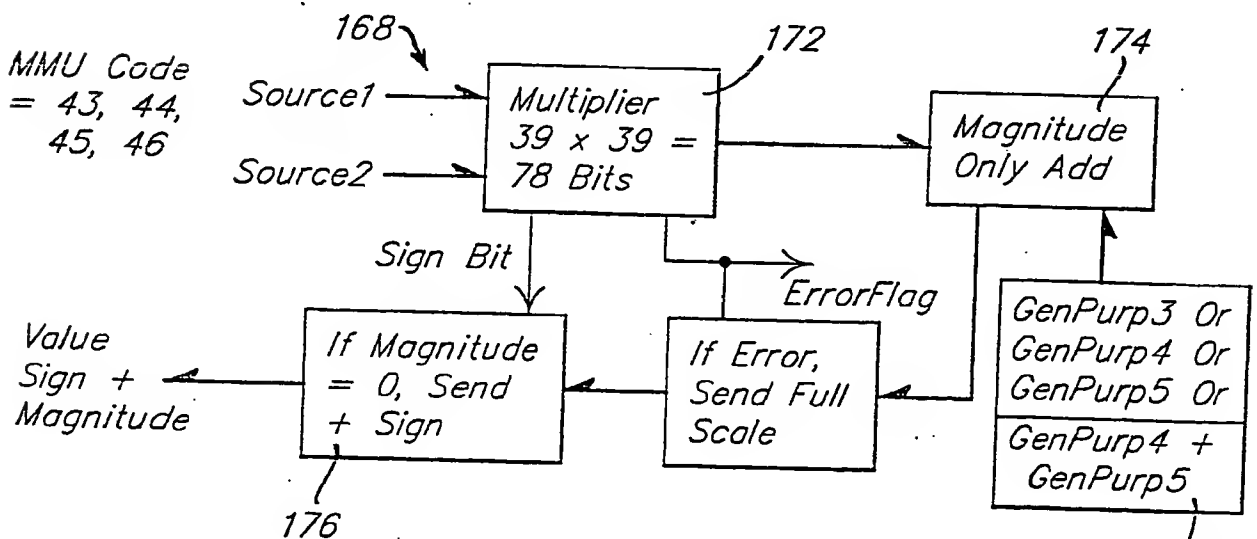 168
172
174
MMU Code
= 43, 44,
45, 46
Source1
Source2
Multiplier
39 x 39 =
78 Bits
Magnitude
Only Add
Sign Bit
ErrorFlag
Value
Sign +
Magnitude
If Magnitude
= 0, Send
+ Sign
If Error,
Send Full
Scale
GenPurp3 Or
GenPurp4 Or
GenPurp5 Or
GenPurp4 +
GenPurp5
176